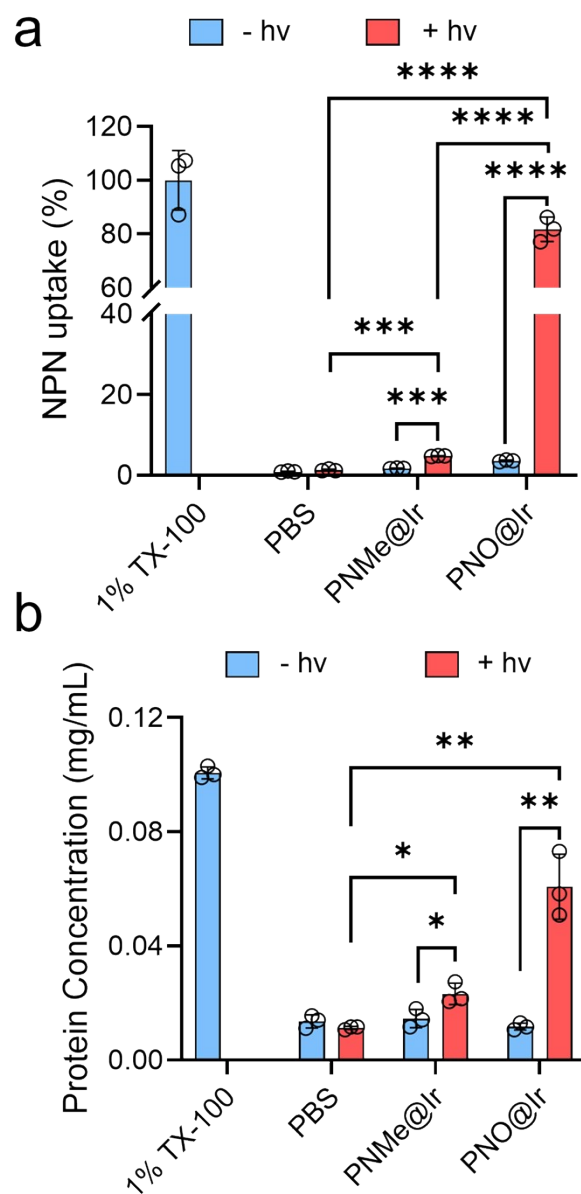 a
- hv + hv
****
****
****
***
***
NPN uptake (%)
120
100
80
60
40
20
0
1% TX-100 PBS PNMe@Ir PNO@Ir
b
- hv + hv
**
**
*
*
Protein Concentration (mg/mL)
0.12
0.08
0.04
0.00
1% TX-100 PBS PNMe@Ir PNO@Ir